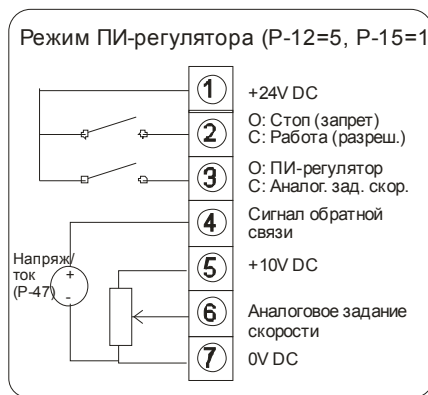 Режим ПИ-регулятора (P-12=5, P-15=1
1
+24V DC
2
O: Стоп (запрет)
C: Работа (разреш.)
3
O: ПИ-регулятор
C: Аналог. зад. скор.
4
Сигнал обратной
связи
Напряж/
ток
(P-47)
+
-
5
+10V DC
6
Аналоговое задание
скорости
7
0V DC